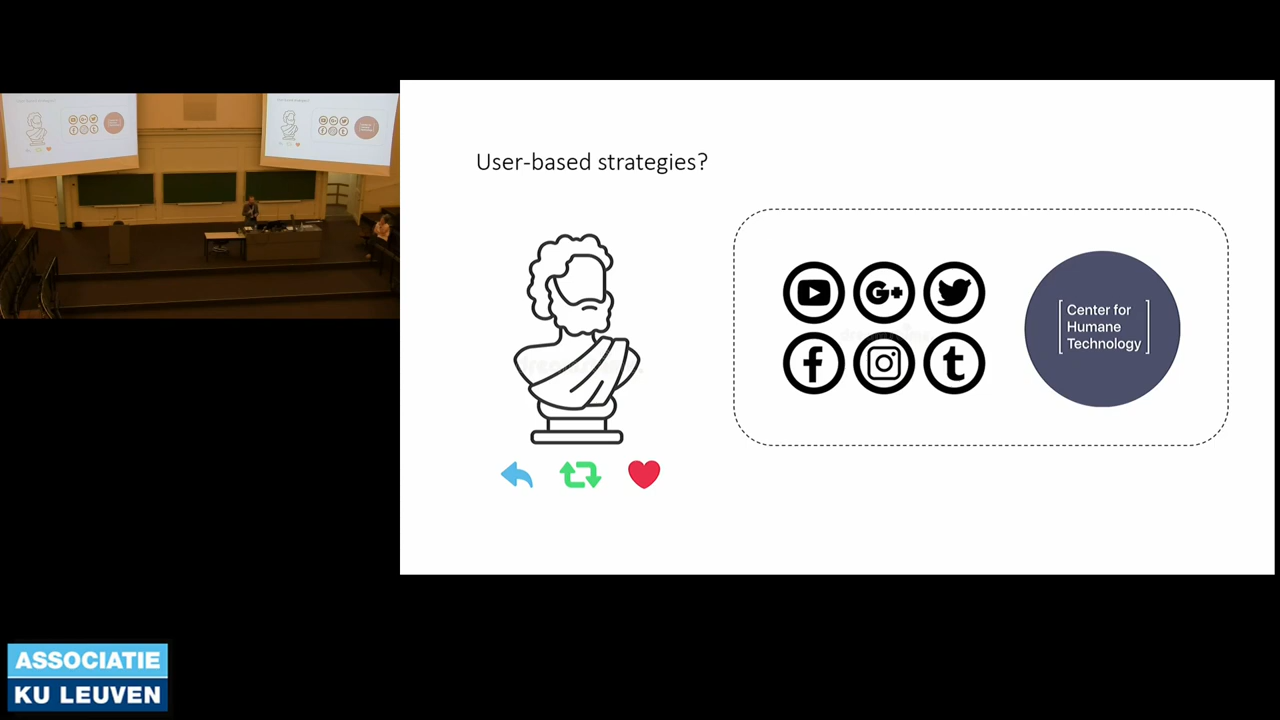 User-based strategies?
G+
f
t
Center for
Humane
Technology
ASSOCIATIE
KU LEUVEN